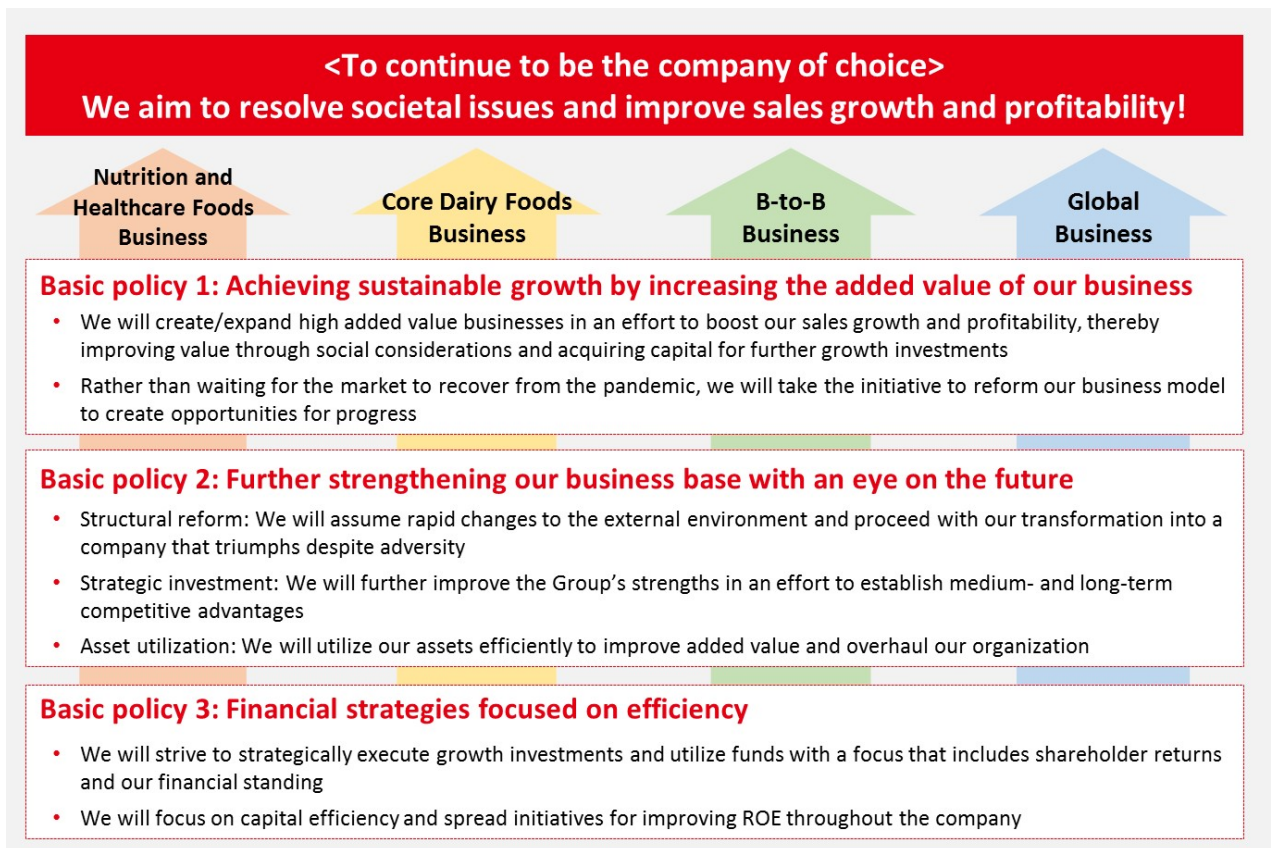 <To continue to be the company of choice>
We aim to resolve societal issues and improve sales growth and profitability!
Nutrition and
Healthcare Foods
Business
Core Dairy Foods
Business
B-to-B
Business
Global
Business
Basic policy 1: Achieving sustainable growth by increasing the added value of our business
• We will create/expand high added value businesses in an effort to boost our sales growth and profitability, thereby
improving value through social considerations and acquiring capital for further growth investments
• Rather than waiting for the market to recover from the pandemic, we will take the initiative to reform our business model
to create opportunities for progress
Basic policy 2: Further strengthening our business base with an eye on the future
• Structural reform: We will assume rapid changes to the external environment and proceed with our transformation into a
company that triumphs despite adversity
• Strategic investment: We will further improve the Group’s strengths in an effort to establish medium- and long-term
competitive advantages
• Asset utilization: We will utilize our assets efficiently to improve added value and overhaul our organization
Basic policy 3: Financial strategies focused on efficiency
• We will strive to strategically execute growth investments and utilize funds with a focus that includes shareholder returns
and our financial standing
• We will focus on capital efficiency and spread initiatives for improving ROE throughout the company